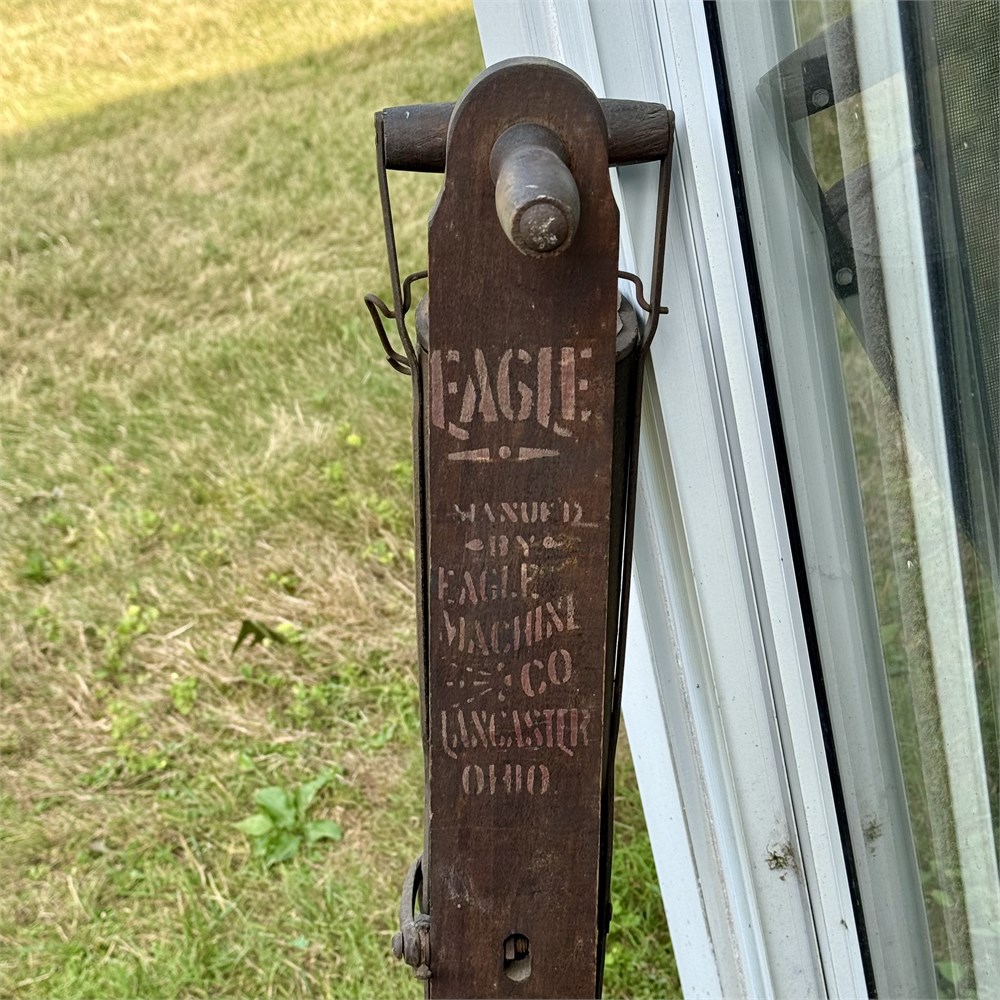 EAGLE
MANUF'D
BY
EAGLE
MACHINE
CO
LANCASTER
OHIO.